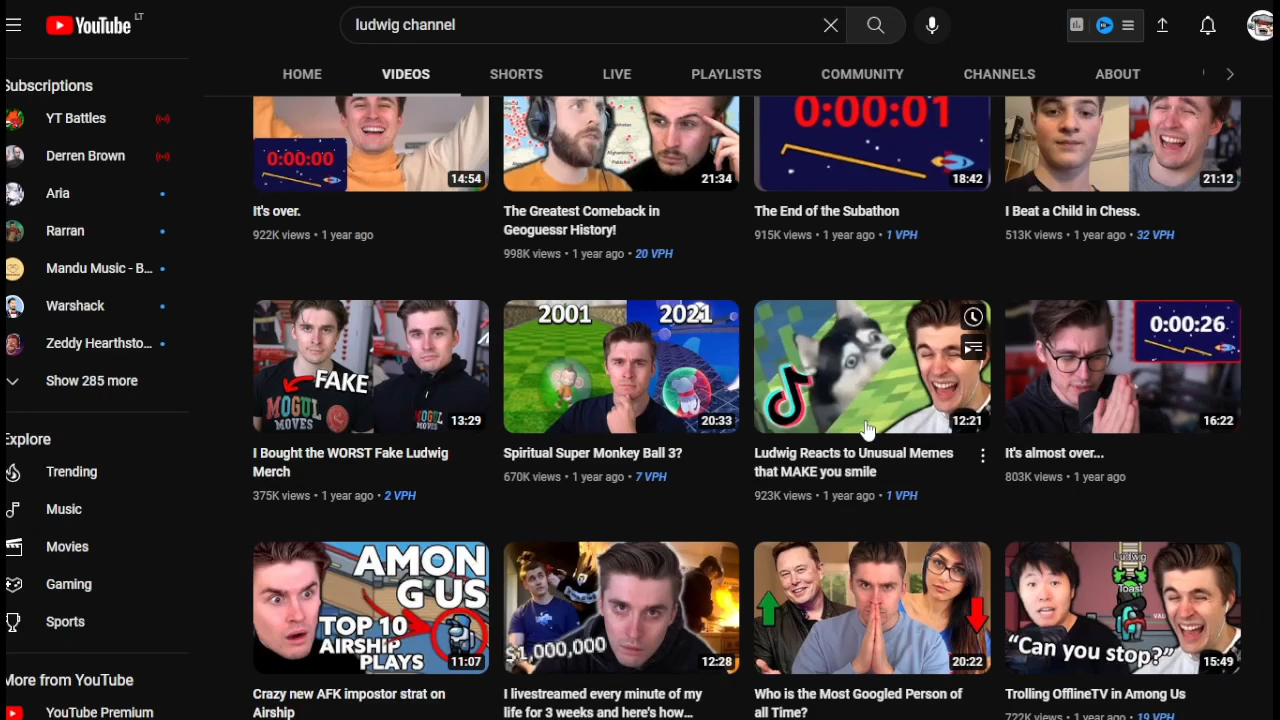 YouTube LT
ludwig channel
HOME
VIDEOS
SHORTS
LIVE
PLAYLISTS
COMMUNITY
CHANNELS
ABOUT
Subscriptions
YT Battles
Derren Brown
Aria
Rarran
Mandu Music - B...
Warshack
Zeddy Hearthsto...
Show 285 more
Explore
Trending
Music
Movies
Gaming
Sports
More from YouTube
YouTube Premium
0:00:00
14:54
It's over.
922K views • 1 year ago
21:34
The Greatest Comeback in
Geoguessr History!
998K views • 1 year ago • 20 VPH
0:00:01
18:42
The End of the Subathon
915K views • 1 year ago • 1 VPH
21:12
I Beat a Child in Chess.
513K views • 1 year ago • 32 VPH
FAKE
MOGUL
MOVES
MOGUL
MOVES
13:29
I Bought the WORST Fake Ludwig
Merch
375K views • 1 year ago • 2 VPH
2001
2021
20:33
Spiritual Super Monkey Ball 3?
670K views • 1 year ago • 7 VPH
12:21
Ludwig Reacts to Unusual Memes
that MAKE you smile
923K views • 1 year ago • 1 VPH
0:00:26
16:22
It's almost over...
803K views • 1 year ago
AMON
G US
TOP 10
AIRSHIP
PLAYS
11:07
Crazy new AFK impostor strat on
Airship
$1,000,000
12:28
I livestreamed every minute of my
life for 3 weeks and here's how...
20:22
Who is the Most Googled Person of
all Time?
Ludwig
Toast
"Can you stop?"
15:49
Trolling OfflineTV in Among Us
722K views • 1 year ago • 19 VPH